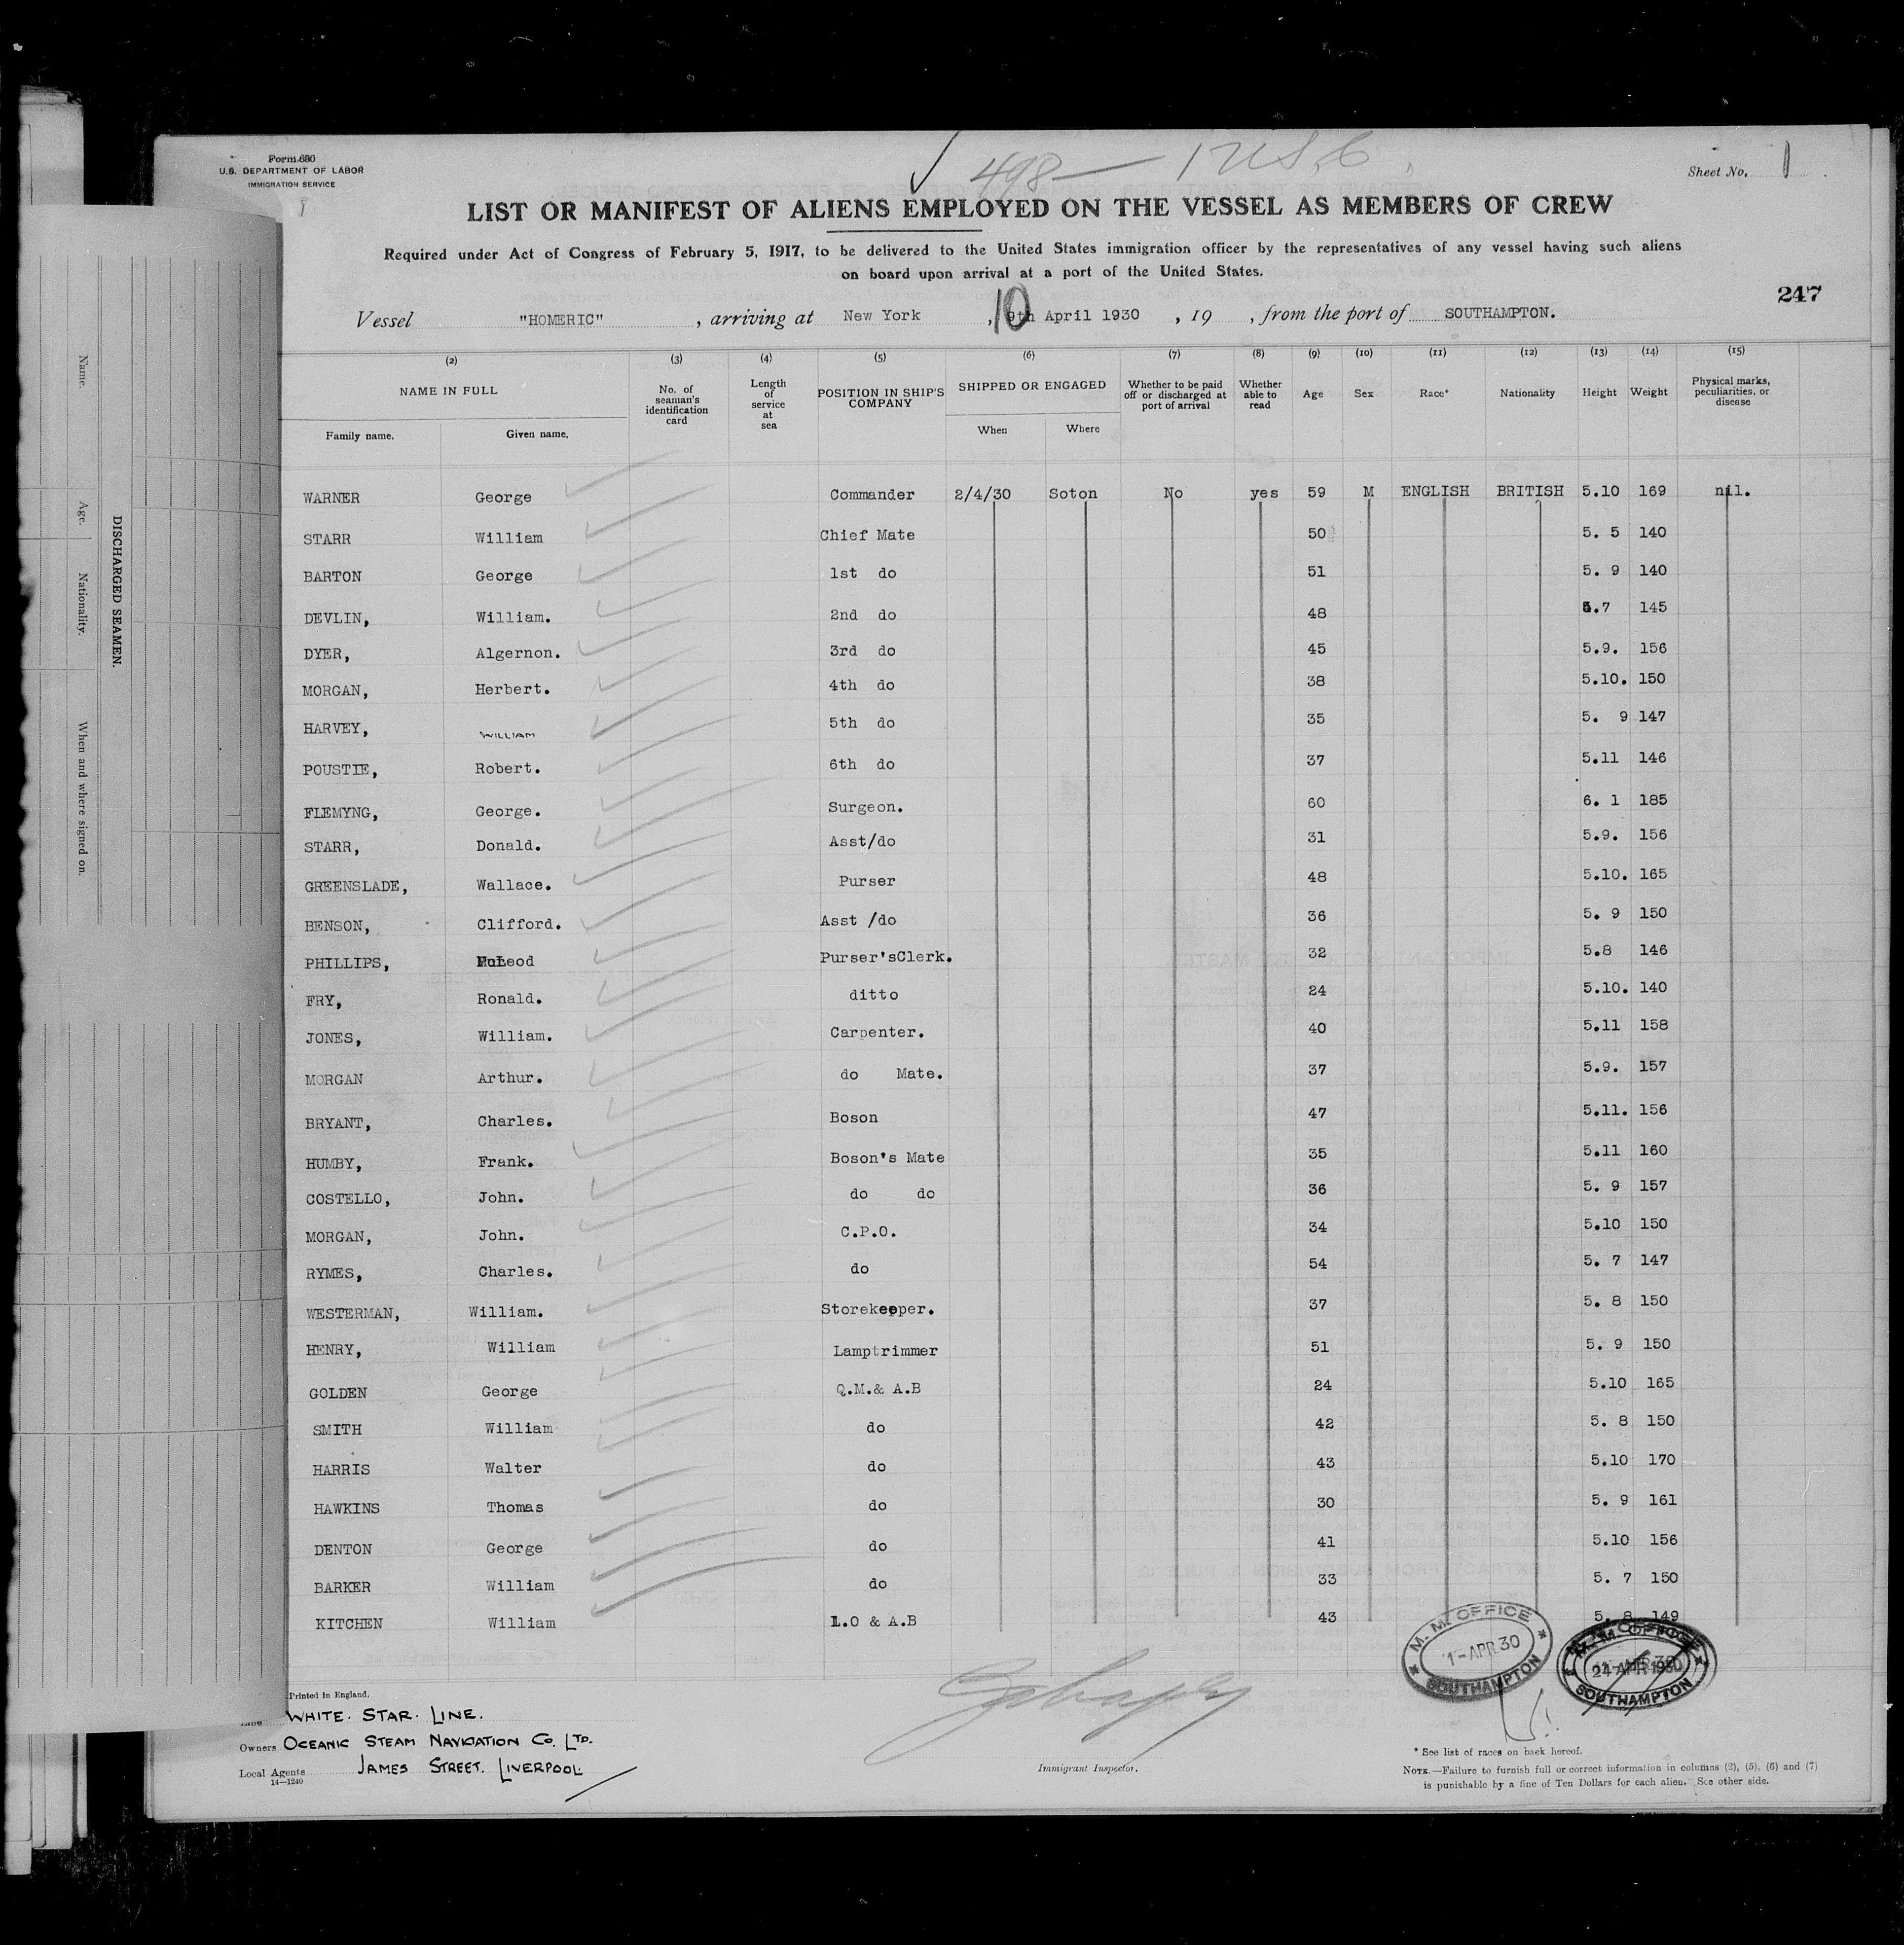 Form 680
U.S. DEPARTMENT OF LABOR
IMMIGRATION SERVICE
498 — 1 U.S.C.
Sheet No. 1
LIST OR MANIFEST OF ALIENS EMPLOYED ON THE VESSEL AS MEMBERS OF CREW
Required under Act of Congress of February 5, 1917, to be delivered to the United States immigration officer by the representatives of any vessel having such aliens
on board upon arrival at a port of the United States.
247
Vessel "HOMERIC" , arriving at New York , 10 9th April 1930 , 19 , from the port of SOUTHAMPTON.
(2) (3) (4) (5) (6) (7) (8) (9) (10) (11) (12) (13) (14) (15)
NAME IN FULL No. of seaman's identification card Length of service at sea POSITION IN SHIP'S COMPANY SHIPPED OR ENGAGED Whether to be paid off or discharged at port of arrival Whether able to read Age Sex Race* Nationality Height Weight Physical marks, peculiarities, or disease
Family name. Given name. When Where
WARNER George Commander 2/4/30 Soton No yes 59 M ENGLISH BRITISH 5.10 169 nil.
STARR William Chief Mate 50 5. 5 140
BARTON George 1st do 51 5. 9 140
DEVLIN, William. 2nd do 48 5.7 145
DYER, Algernon. 3rd do 45 5.9. 156
MORGAN, Herbert. 4th do 38 5.10. 150
HARVEY, WILLIAM 5th do 35 5. 9 147
POUSTIE, Robert. 6th do 37 5.11 146
FLEMYNG, George. Surgeon. 60 6. 1 185
STARR, Donald. Asst/do 31 5.9. 156
GREENSLADE, Wallace. Purser 48 5.10. 165
BENSON, Clifford. Asst /do 36 5. 9 150
PHILLIPS, McLeod Purser'sClerk. 32 5.8 146
FRY, Ronald. ditto 24 5.10. 140
JONES, William. Carpenter. 40 5.11 158
MORGAN Arthur. do Mate. 37 5.9. 157
BRYANT, Charles. Boson 47 5.11. 156
HUMBY, Frank. Boson's Mate 35 5.11 160
COSTELLO, John. do do 36 5. 9 157
MORGAN, John. C.P.O. 34 5.10 150
RYMES, Charles. do 54 5. 7 147
WESTERMAN, William. Storekeeper. 37 5. 8 150
HENRY, William Lamptrimmer 51 5. 9 150
GOLDEN George Q.M.& A.B 24 5.10 165
SMITH William do 42 5. 8 150
HARRIS Walter do 43 5.10 170
HAWKINS Thomas do 30 5. 9 161
DENTON George do 41 5.10 156
BARKER William do 33 5. 7 150
KITCHEN William L.O & A.B 43 5. 8 149
M. M. OFFICE
1-APR 30
SOUTHAMPTON
M. M. OFFICE
24 APR 1930
SOUTHAMPTON
Printed in England.
Line WHITE. STAR. LINE.
Owners OCEANIC STEAM NAVIGATION Co. LTD.
Local Agents JAMES STREET. LIVERPOOL.
14—1240
Immigrant Inspector.
* See list of races on back hereof.
NOTE.—Failure to furnish full or correct information in columns (2), (5), (6) and (7)
is punishable by a fine of Ten Dollars for each alien. See other side.
DISCHARGED SEAMEN.
Name. Age. Nationality. When and where signed on.